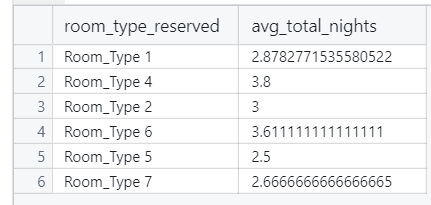 room_type_reserved avg_total_nights
1 Room_Type 1 2.8782771535580522
2 Room_Type 4 3.8
3 Room_Type 2 3
4 Room_Type 6 3.611111111111111
5 Room_Type 5 2.5
6 Room_Type 7 2.6666666666666665